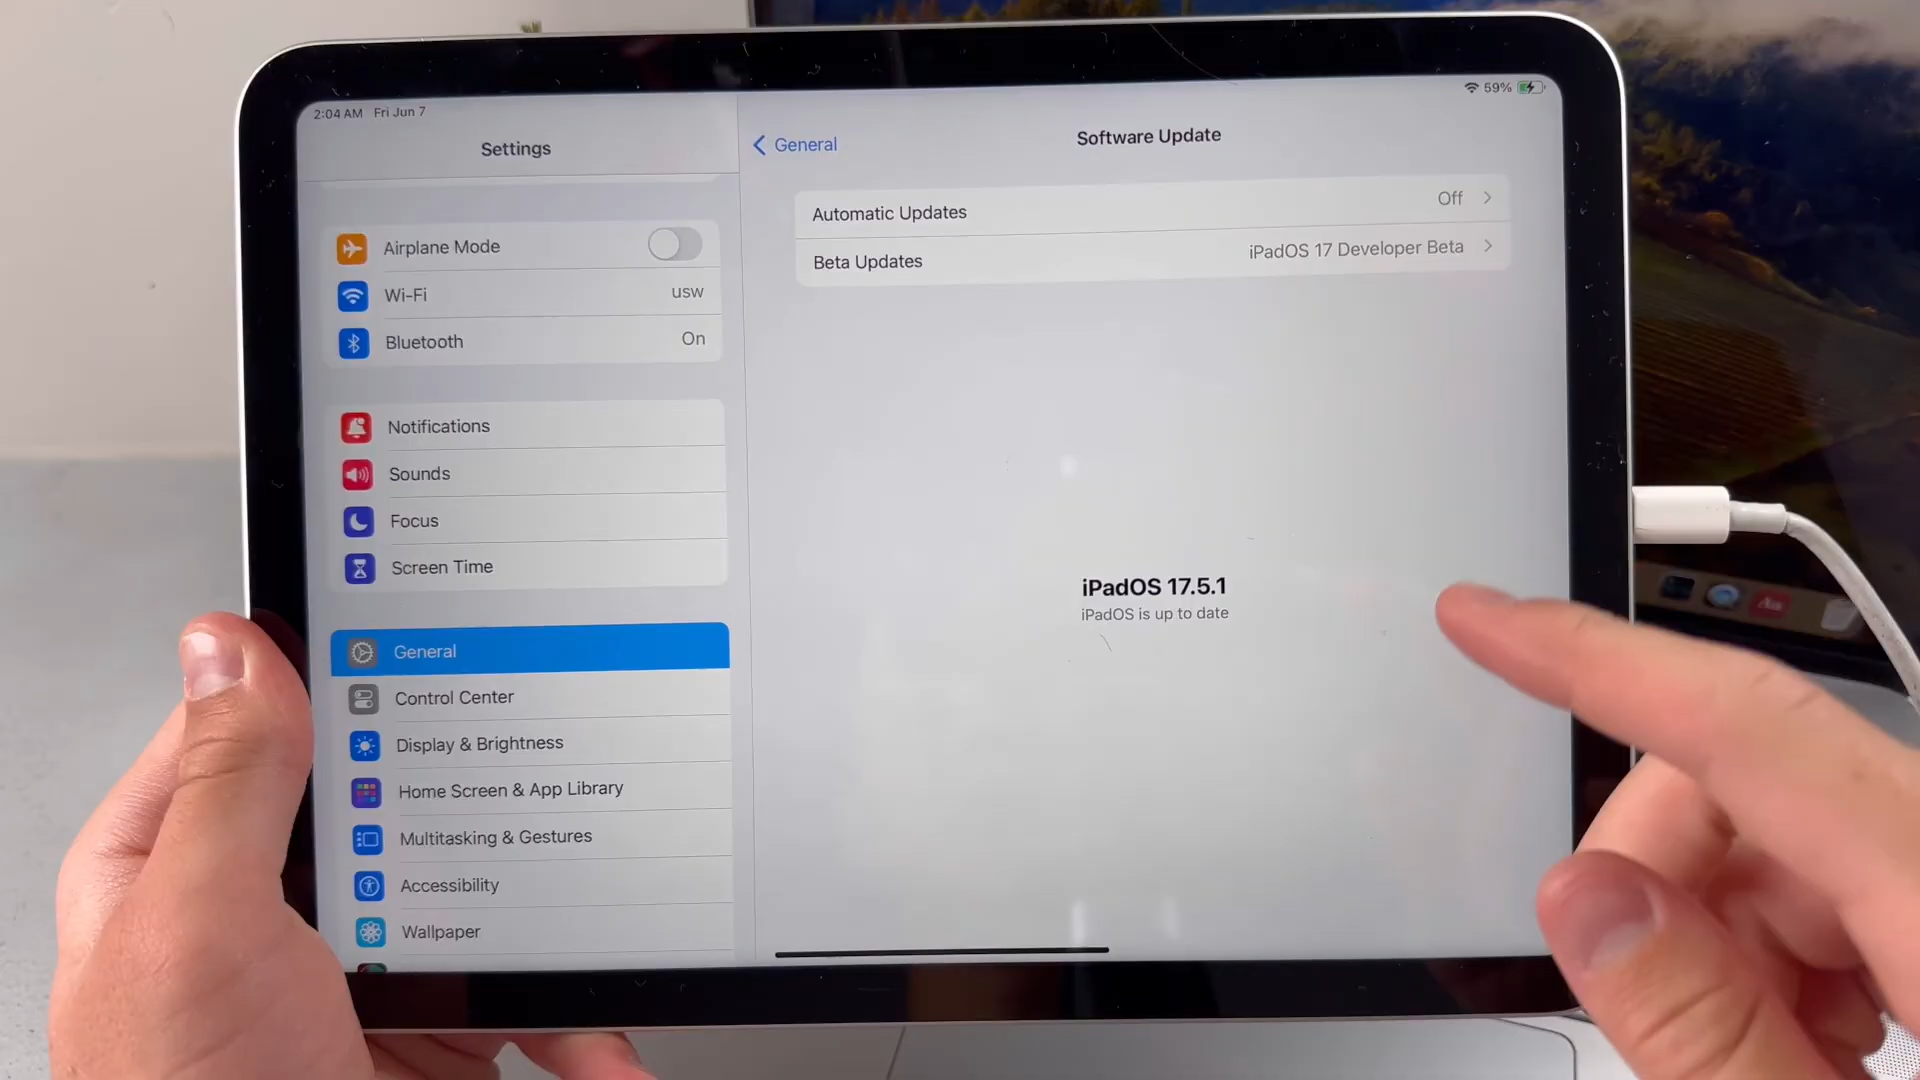 2:04 AM Fri Jun 7
59%
Settings
General
Software Update
Airplane Mode
Wi-Fi usw
Bluetooth On
Notifications
Sounds
Focus
Screen Time
General
Control Center
Display & Brightness
Home Screen & App Library
Multitasking & Gestures
Accessibility
Wallpaper
Automatic Updates Off
Beta Updates iPadOS 17 Developer Beta
iPadOS 17.5.1
iPadOS is up to date
Aa